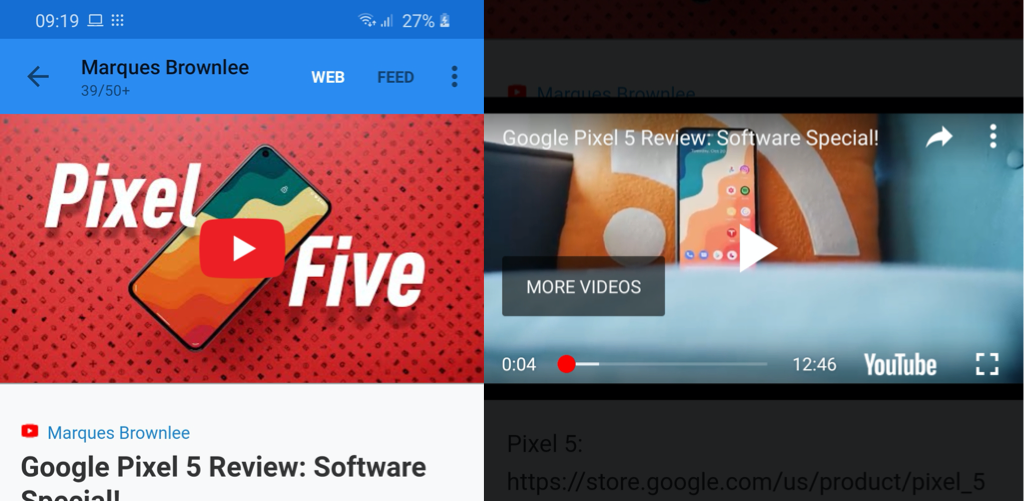 09:19
27%
Marques Brownlee
39/50+
WEB
FEED
Pixel
Five
Marques Brownlee
Google Pixel 5 Review: Software
Special!
Marques Brownlee
Google Pixel 5 Review: Software Special!
MORE VIDEOS
0:04
12:46
YouTube
Pixel 5:
https://store.google.com/us/product/pixel_5